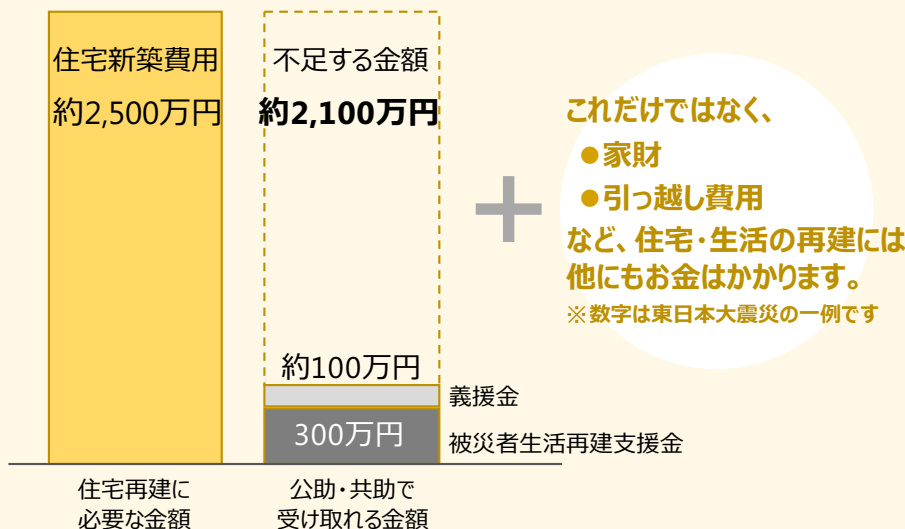 住宅新築費用
約2,500万円
不足する金額
約2,100万円
約100万円
義援金
300万円
被災者生活再建支援金
住宅再建に
必要な金額
公助・共助で
受け取れる金額
+
これだけではなく、
●家財
●引っ越し費用
など、住宅・生活の再建には
他にもお金はかかります。
※数字は東日本大震災の一例です